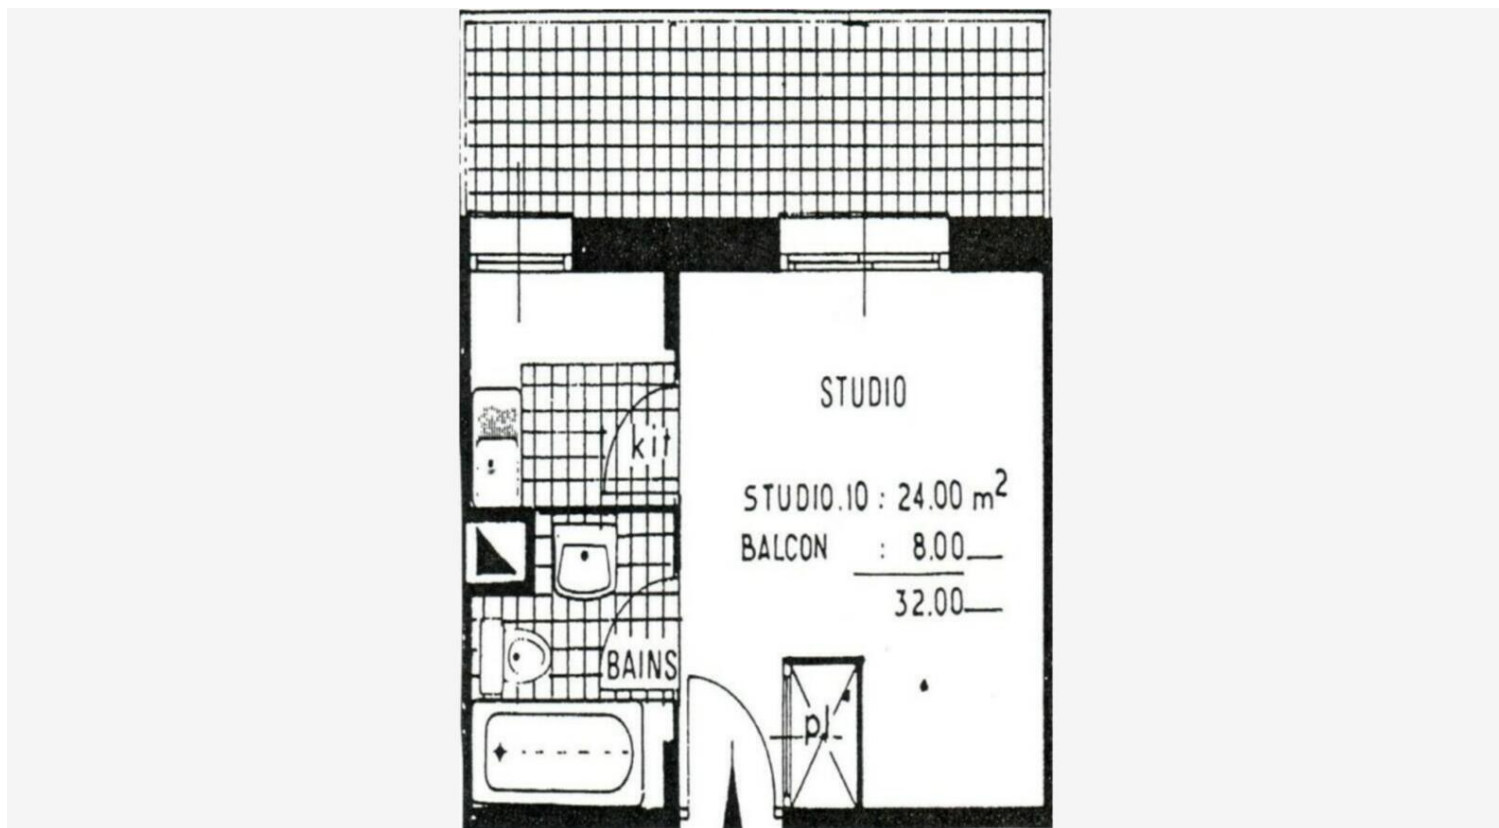 STUDIO
kit
STUDIO.10 : 24.00 m²
BALCON : 8.00
32.00
BAINS
pl